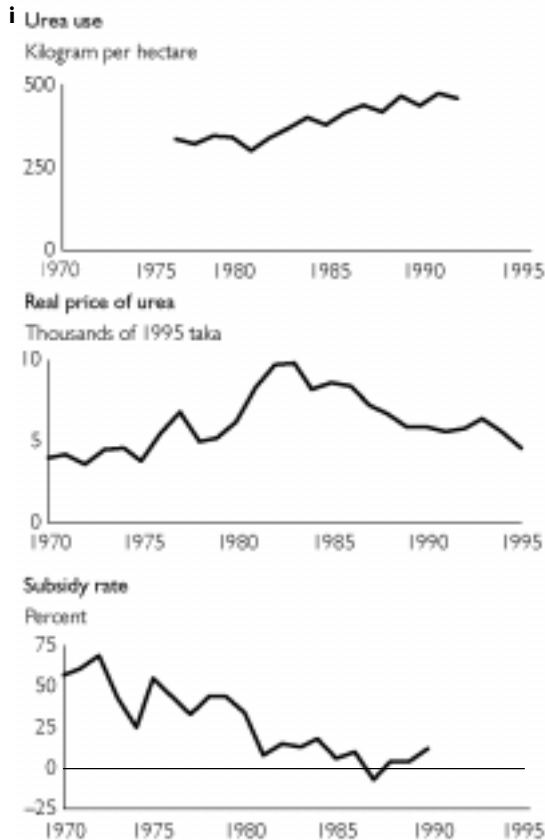 i
Urea use
Kilogram per hectare
500
250
0
1970 1975 1980 1985 1990 1995
Real price of urea
Thousands of 1995 taka
10
5
0
1970 1975 1980 1985 1990 1995
Subsidy rate
Percent
75
50
25
0
–25
1970 1975 1980 1985 1990 1995